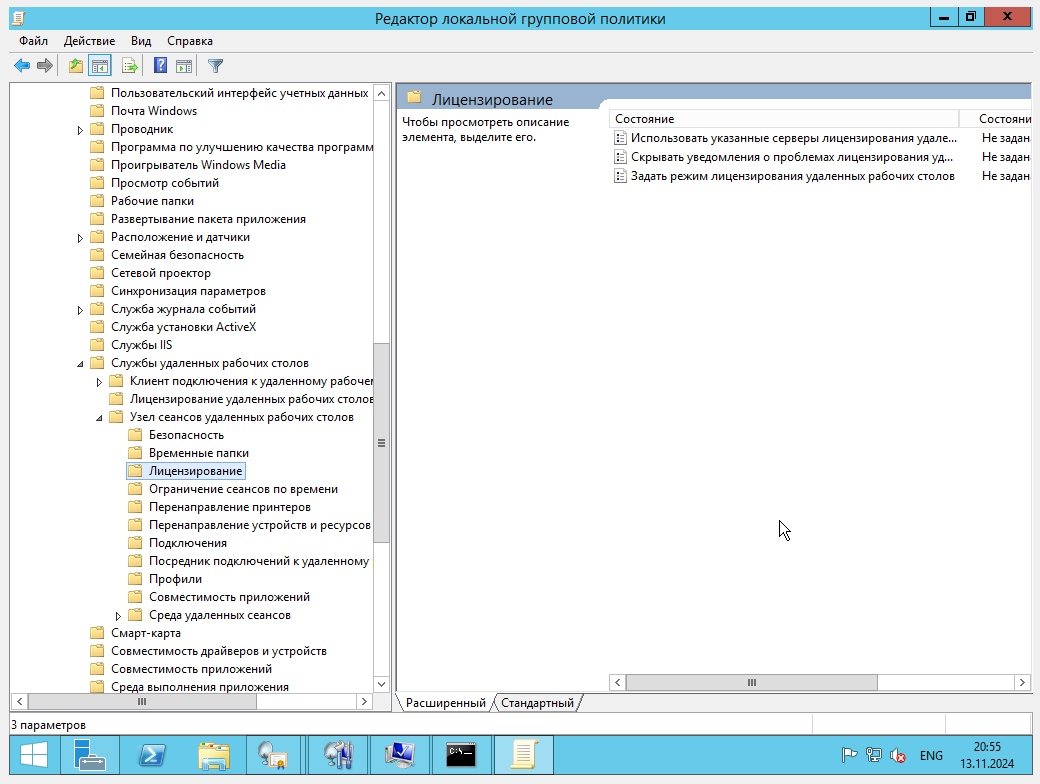 Редактор локальной групповой политики
Файл Действие Вид Справка
Пользовательский интерфейс учетных данных
Почта Windows
Проводник
Программа по улучшению качества программ
Проигрыватель Windows Media
Просмотр событий
Рабочие папки
Развертывание пакета приложения
Расположение и датчики
Семейная безопасность
Сетевой проектор
Синхронизация параметров
Служба журнала событий
Служба установки ActiveX
Службы IIS
Службы удаленных рабочих столов
Клиент подключения к удаленному рабочем
Лицензирование удаленных рабочих столов
Узел сеансов удаленных рабочих столов
Безопасность
Временные папки
Лицензирование
Ограничение сеансов по времени
Перенаправление принтеров
Перенаправление устройств и ресурсов
Подключения
Посредник подключений к удаленному
Профили
Совместимость приложений
Среда удаленных сеансов
Смарт-карта
Совместимость драйверов и устройств
Совместимость приложений
Среда выполнения приложения
Лицензирование
Чтобы просмотреть описание
элемента, выделите его.
Состояние Состояни
Использовать указанные серверы лицензирования удале... Не задан
Скрывать уведомления о проблемах лицензирования уд... Не задан
Задать режим лицензирования удаленных рабочих столов Не задан
Расширенный Стандартный
3 параметров
C:\_
ENG
20:55
13.11.2024